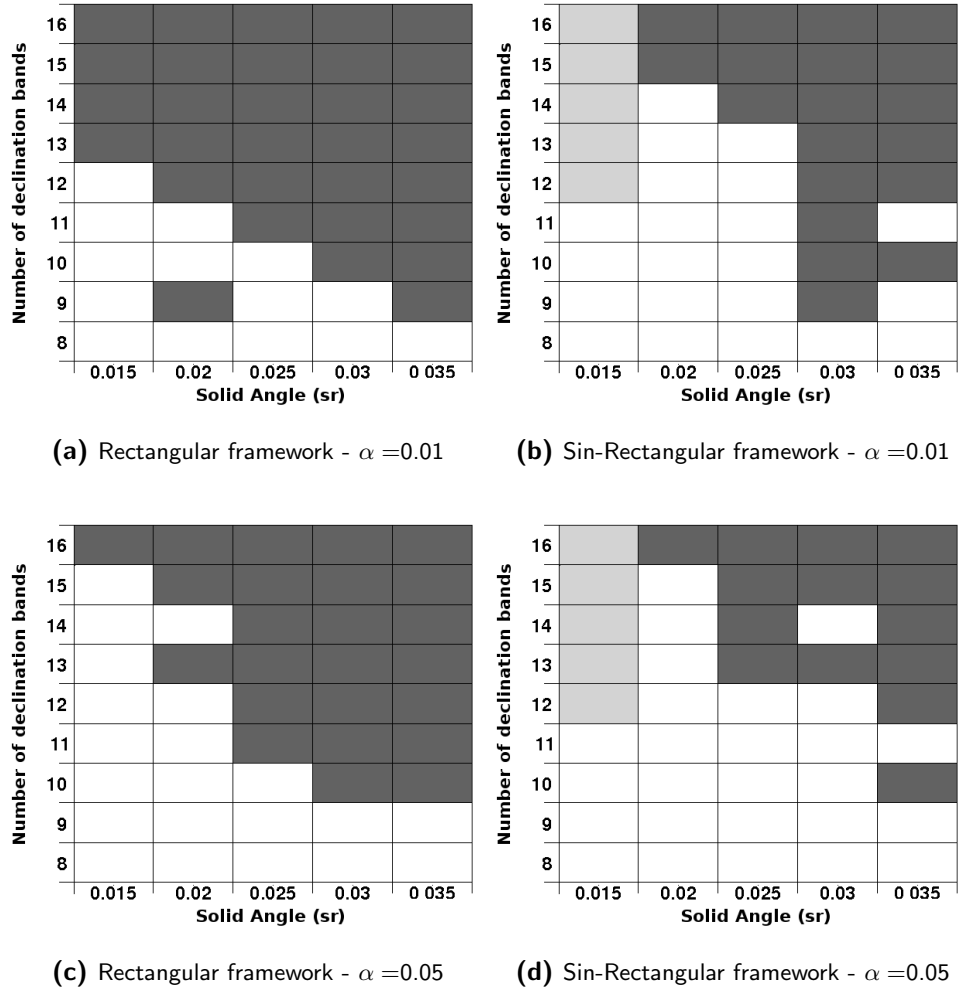 Number of declination bands
16
15
14
13
12
11
10
9
8
0.015 0.02 0.025 0.03 0 035
Solid Angle (sr)
(a) Rectangular framework - α =0.01
Number of declination bands
16
15
14
13
12
11
10
9
8
0.015 0.02 0.025 0.03 0 035
Solid Angle (sr)
(b) Sin-Rectangular framework - α =0.01
Number of declination bands
16
15
14
13
12
11
10
9
8
0.015 0.02 0.025 0.03 0 035
Solid Angle (sr)
(c) Rectangular framework - α =0.05
Number of declination bands
16
15
14
13
12
11
10
9
8
0.015 0.02 0.025 0.03 0 035
Solid Angle (sr)
(d) Sin-Rectangular framework - α =0.05